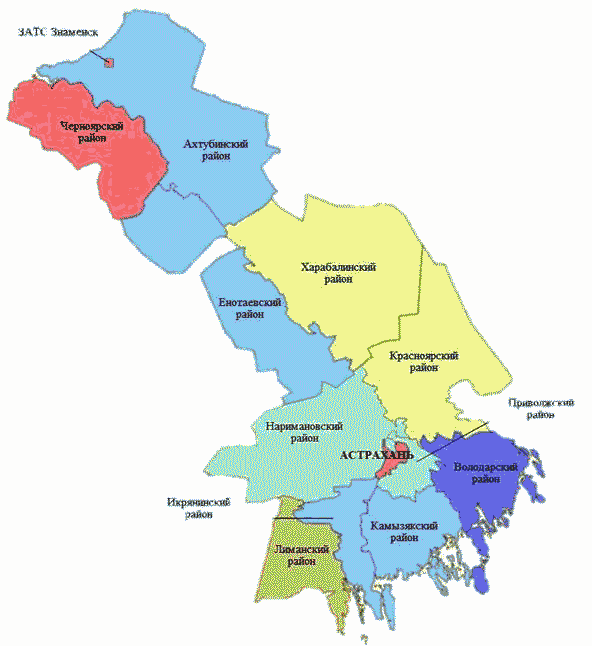 ЗАТС Знаменск
Черноярский
район
Ахтубинский
район
Харабалинский
район
Енотаевский
район
Красноярский
район
Приволжский
район
Наримановский
район
АСТРАХАНЬ
Володарский
район
Икрянинский
район
Камызякский
район
Лиманский
район